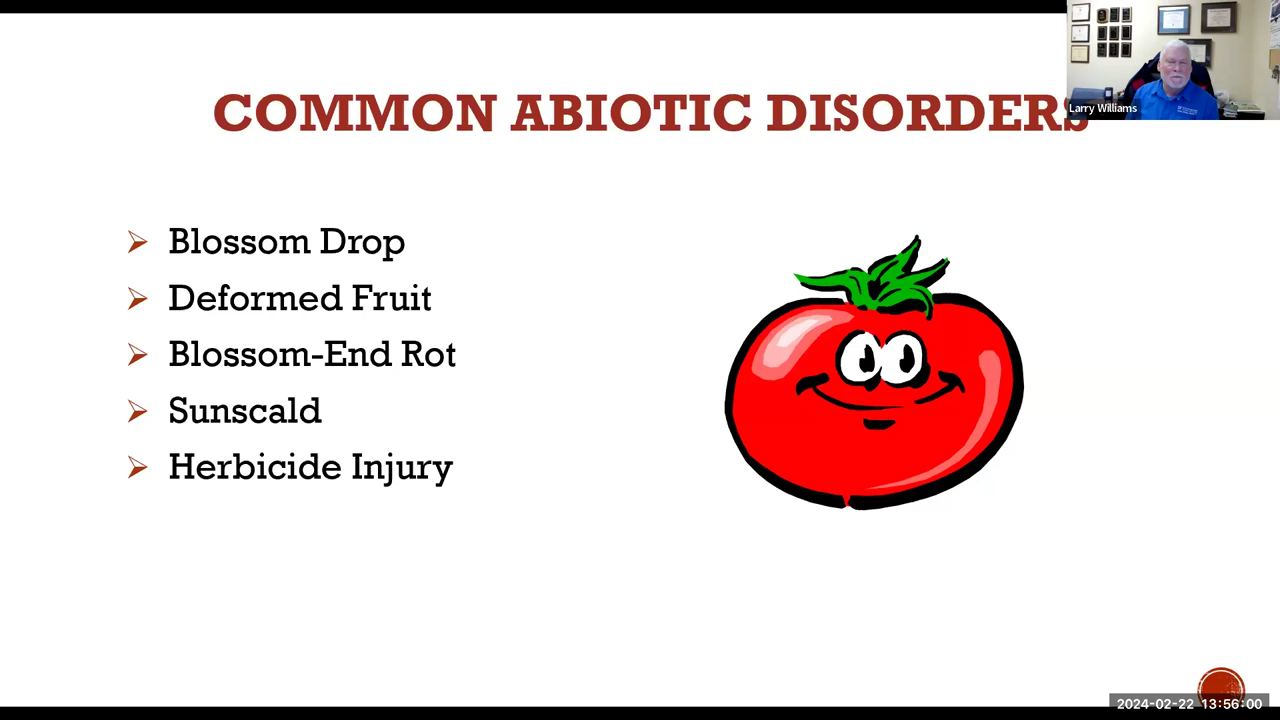 COMMON ABIOTIC DISORDERS
Larry Williams
Blossom Drop
Deformed Fruit
Blossom-End Rot
Sunscald
Herbicide Injury
2024-02-22 13:56:00